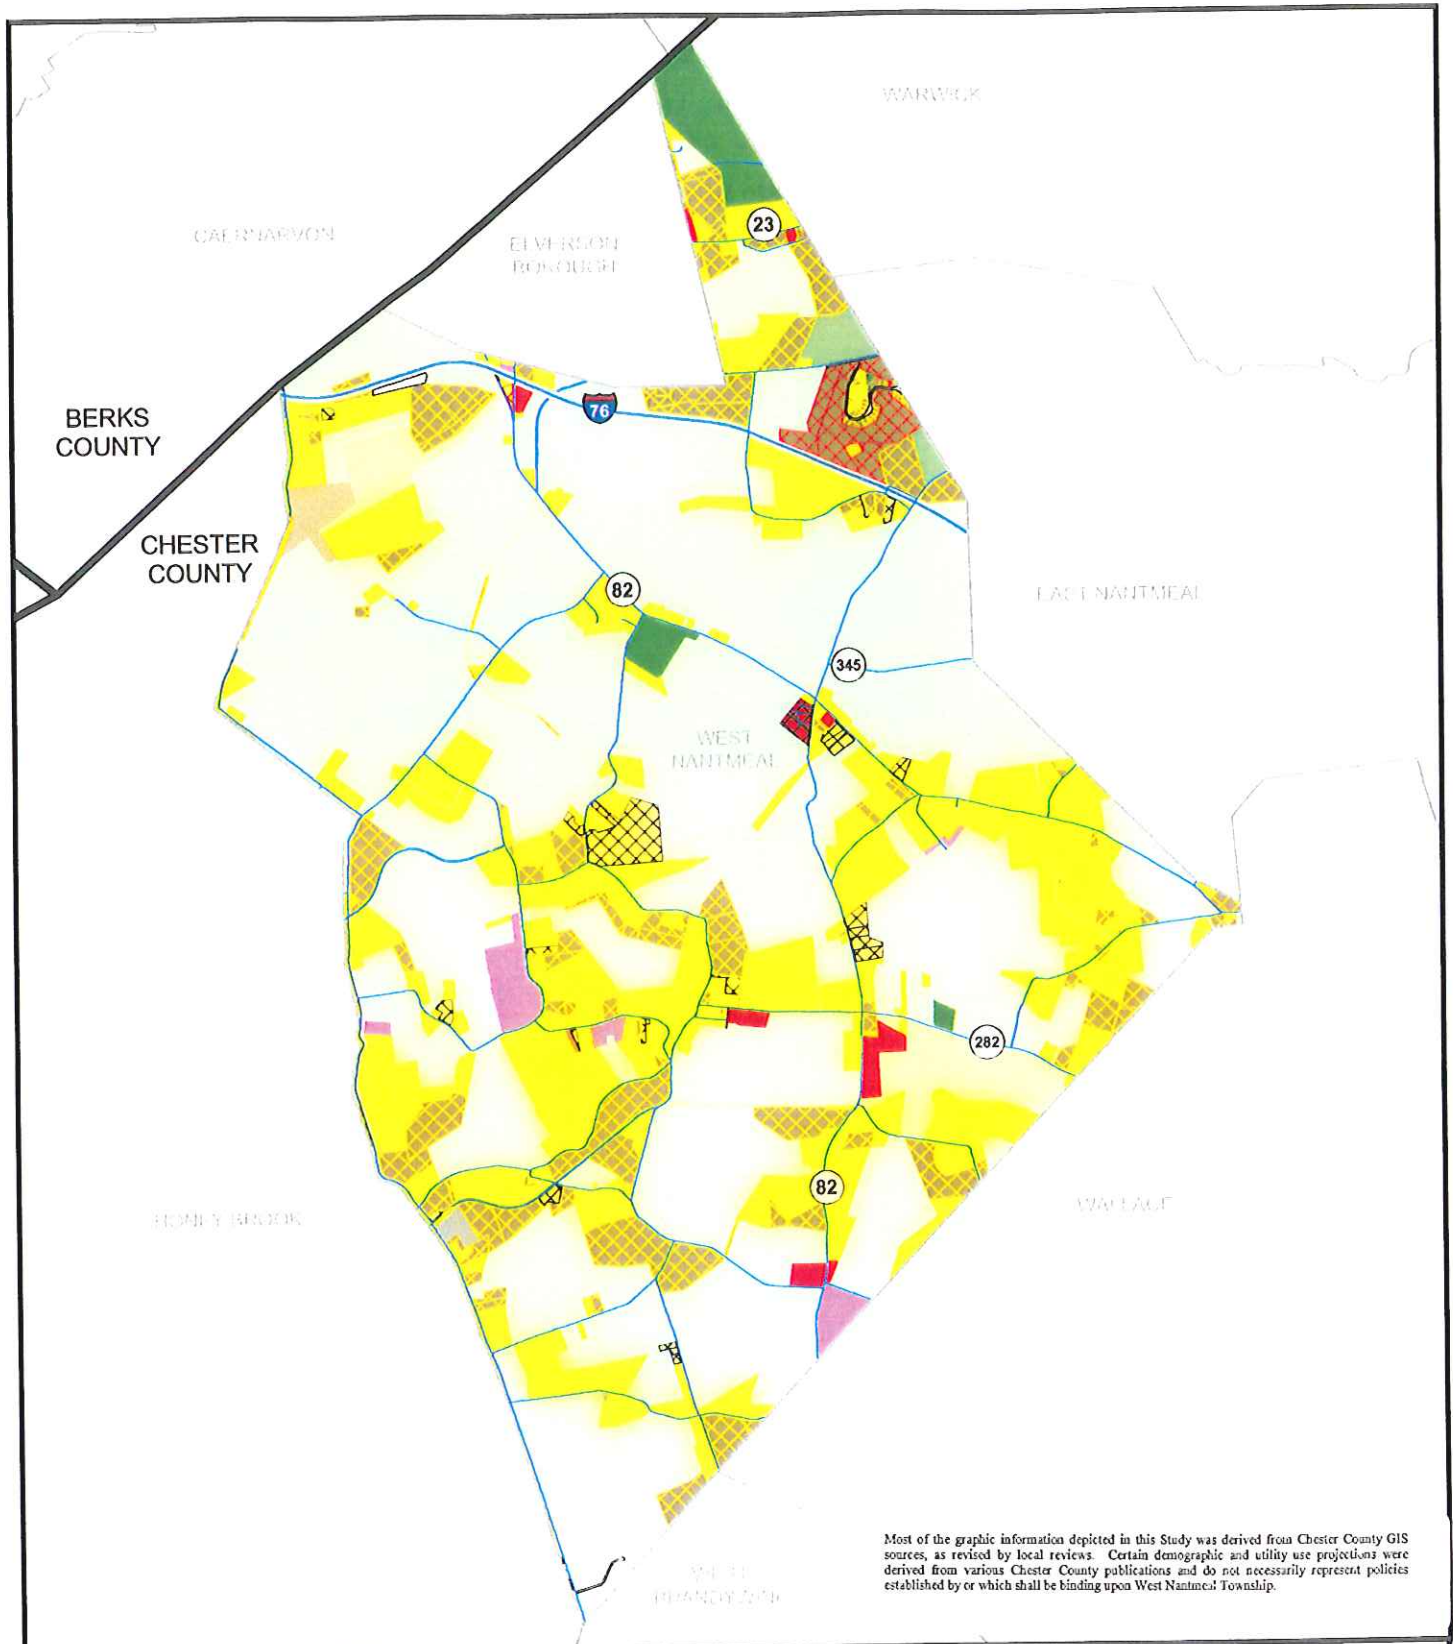 WARWICK
23
CAERNARVON
ELVERSON
BOROUGH
76
BERKS
COUNTY
CHESTER
COUNTY
82
EAST NANTMEAL
345
WEST
NANTMEAL
282
82
HONEY BROOK
WALLACE
Most of the graphic information depicted in this Study was derived from Chester County GIS
sources, as revised by local reviews. Certain demographic and utility use projections were
derived from various Chester County publications and do not necessarily represent policies
established by or which shall be binding upon West Nantmeal Township.
WEST
BRANDYWINE